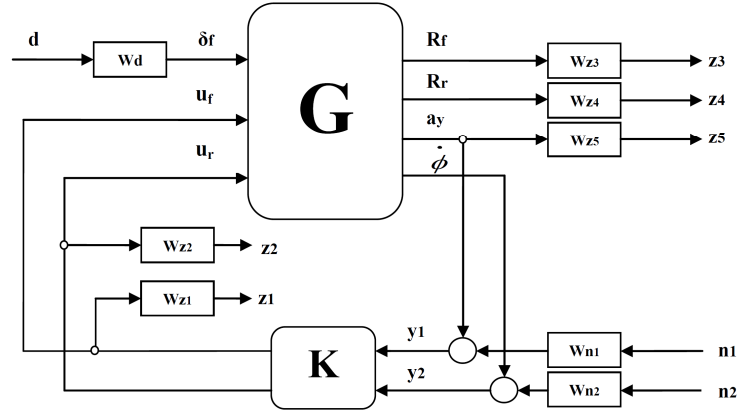 d Wd δf G Rf Wz3 z3
uf Rr Wz4 z4
ay Wz5 z5
ur ϕ̇
Wz2 z2
Wz1 z1
K y1 Wn1 n1
y2 Wn2 n2